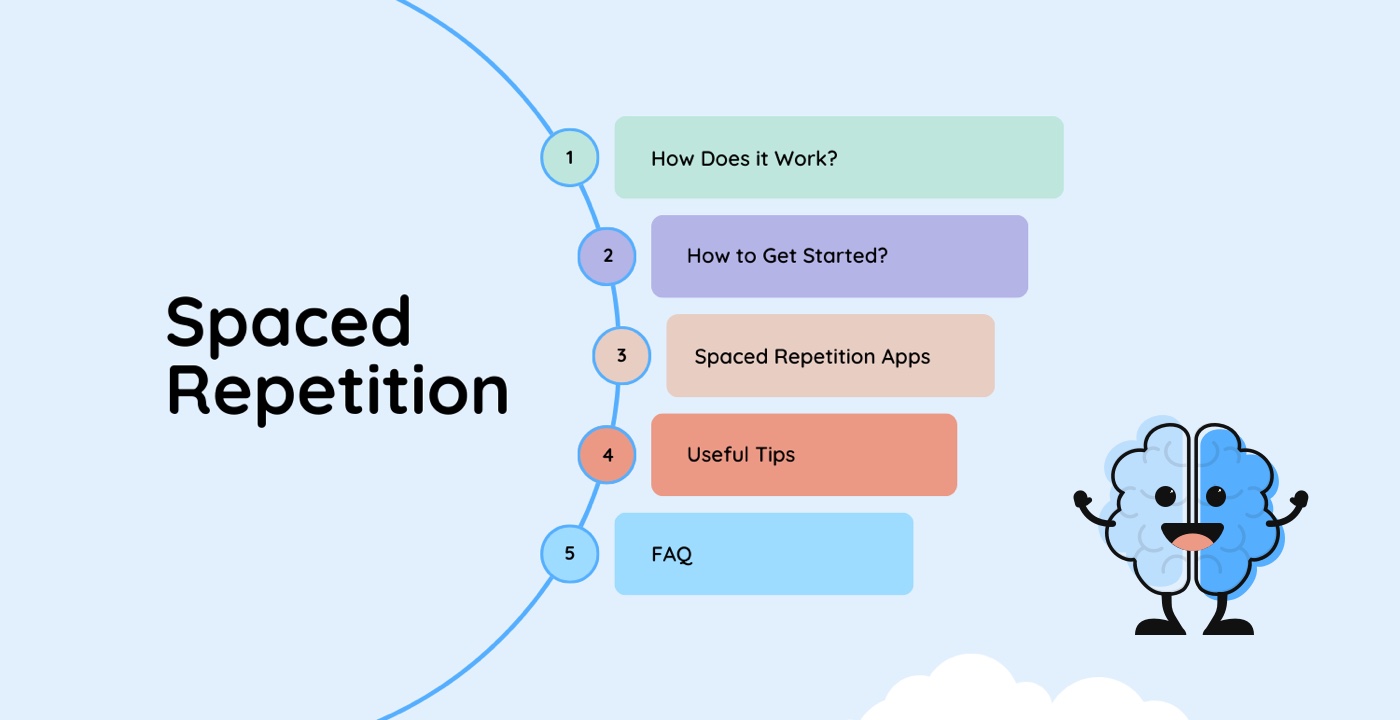 Spaced
Repetition
1
How Does it Work?
2
How to Get Started?
3
Spaced Repetition Apps
4
Useful Tips
5
FAQ